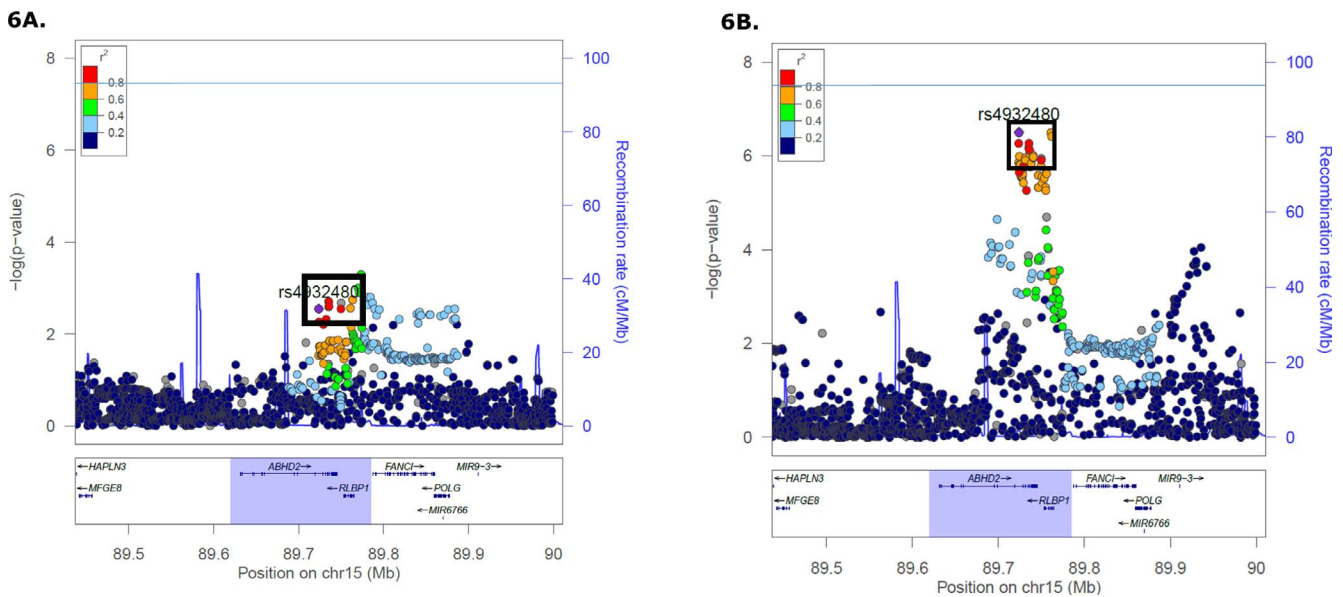 6A.
8
6
4
2
0
−log(p−value)
r2
0.8
0.6
0.4
0.2
rs4932480
100
80
60
40
20
0
Recombination rate (cM/Mb)
←HAPLN3
ABHD2→
FANCI→
MIR9−3→
←MFGE8
←RLBP1
←POLG
←MIR6766
89.5
89.6
89.7
89.8
89.9
90
Position on chr15 (Mb)
6B.
8
6
4
2
0
−log(p−value)
r2
0.8
0.6
0.4
0.2
rs4932480
100
80
60
40
20
0
Recombination rate (cM/Mb)
←HAPLN3
ABHD2→
FANCI→
MIR9−3→
←MFGE8
←RLBP1
←POLG
←MIR6766
89.5
89.6
89.7
89.8
89.9
90
Position on chr15 (Mb)